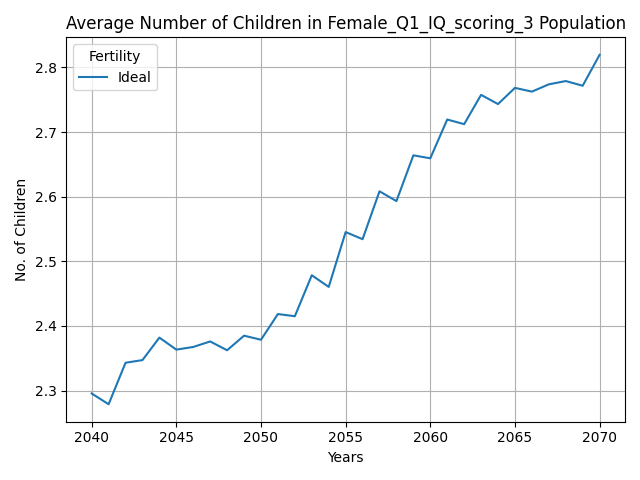 Average Number of Children in Female_Q1_IQ_scoring_3 Population
Fertility
Ideal
No. of Children
2.8
2.7
2.6
2.5
2.4
2.3
2040 2045 2050 2055 2060 2065 2070
Years